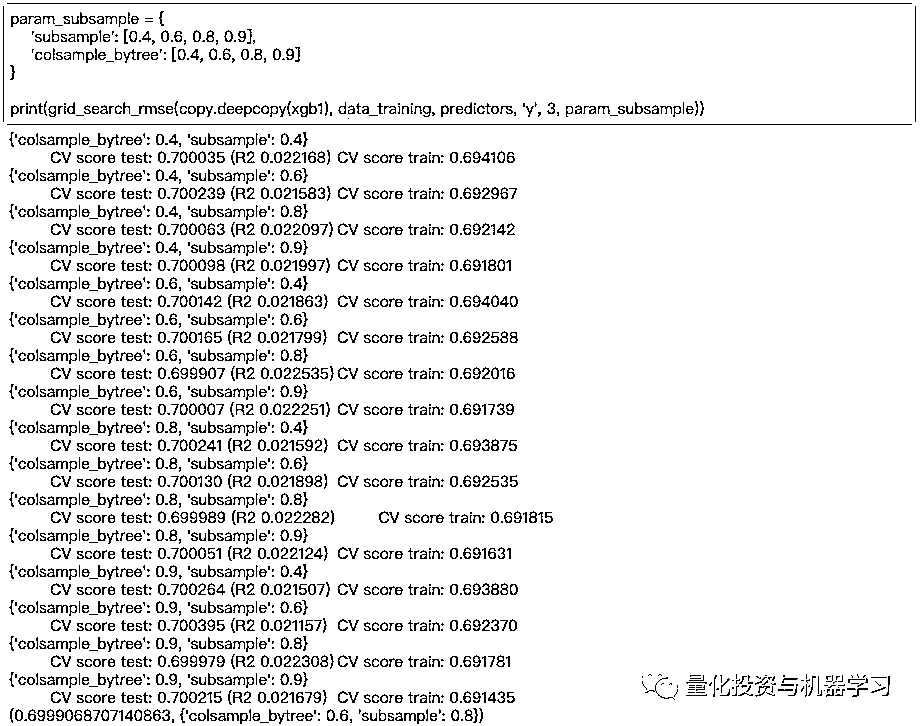 param_subsample = {
'subsample': [0.4, 0.6, 0.8, 0.9],
'colsample_bytree': [0.4, 0.6, 0.8, 0.9]
}
print(grid_search_rmse(copy.deepcopy(xgb1), data_training, predictors, 'y', 3, param_subsample))
{'colsample_bytree': 0.4, 'subsample': 0.4}
CV score test: 0.700035 (R2 0.022168) CV score train: 0.694106
{'colsample_bytree': 0.4, 'subsample': 0.6}
CV score test: 0.700239 (R2 0.021583) CV score train: 0.692967
{'colsample_bytree': 0.4, 'subsample': 0.8}
CV score test: 0.700063 (R2 0.022097) CV score train: 0.692142
{'colsample_bytree': 0.4, 'subsample': 0.9}
CV score test: 0.700098 (R2 0.021997) CV score train: 0.691801
{'colsample_bytree': 0.6, 'subsample': 0.4}
CV score test: 0.700142 (R2 0.021863) CV score train: 0.694040
{'colsample_bytree': 0.6, 'subsample': 0.6}
CV score test: 0.700165 (R2 0.021799) CV score train: 0.692588
{'colsample_bytree': 0.6, 'subsample': 0.8}
CV score test: 0.699907 (R2 0.022535) CV score train: 0.692016
{'colsample_bytree': 0.6, 'subsample': 0.9}
CV score test: 0.700007 (R2 0.022251) CV score train: 0.691739
{'colsample_bytree': 0.8, 'subsample': 0.4}
CV score test: 0.700241 (R2 0.021592) CV score train: 0.693875
{'colsample_bytree': 0.8, 'subsample': 0.6}
CV score test: 0.700130 (R2 0.021898) CV score train: 0.692535
{'colsample_bytree': 0.8, 'subsample': 0.8}
CV score test: 0.699989 (R2 0.022282) CV score train: 0.691815
{'colsample_bytree': 0.8, 'subsample': 0.9}
CV score test: 0.700051 (R2 0.022124) CV score train: 0.691631
{'colsample_bytree': 0.9, 'subsample': 0.4}
CV score test: 0.700264 (R2 0.021507) CV score train: 0.693880
{'colsample_bytree': 0.9, 'subsample': 0.6}
CV score test: 0.700395 (R2 0.021157) CV score train: 0.692370
{'colsample_bytree': 0.9, 'subsample': 0.8}
CV score test: 0.699979 (R2 0.022308) CV score train: 0.691781
{'colsample_bytree': 0.9, 'subsample': 0.9}
CV score test: 0.700215 (R2 0.021679) CV score train: 0.691435
(0.6999068707140863, {'colsample_bytree': 0.6, 'subsample': 0.8})
量化投资与机器学习